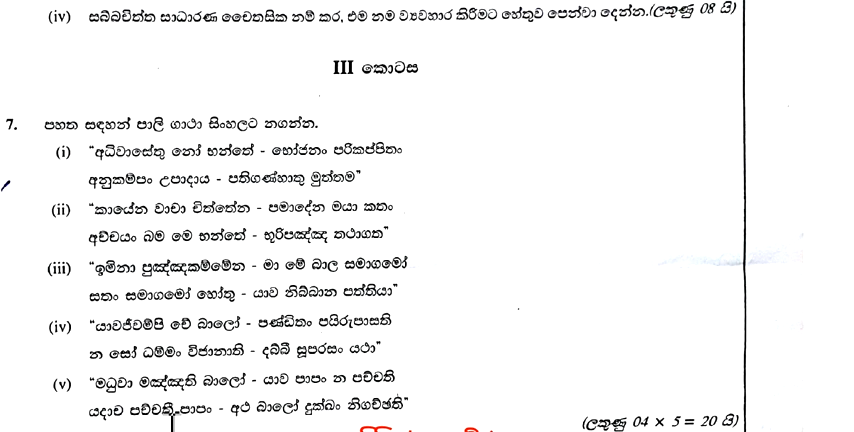 (iv) සබ්බචිත්ත සාධාරණ චෛතසික නම් කර, එම නම ව්‍යවහාර කිරීමට හේතුව පෙන්වා දෙන්න.(ලකුණු 08 යි)
III කොටස
7. පහත සඳහන් පාලි ගාථා සිංහලට නගන්න.
(i) “අධිවාසේතු නෝ භන්තේ - භෝජනං පරිකප්පිතං
අනුකම්පං උපාදාය - පතිගණ්හාතු මුත්තම”
(ii) “කායේන වාචා චිත්තේන - පමාදේන මයා කතං
අච්චයං ඛම මෙ භන්තේ - භූරිපඤ්ඤ තථාගත”
(iii) “ඉමිනා පුඤ්ඤකම්මේන - මා මේ බාල සමාගමෝ
සතං සමාගමෝ හෝතු - යාව නිබ්බාන පත්තියා”
(iv) “යාවජීවම්පි චේ බාලෝ - පණ්ඩිතං පයිරුපාසති
න සෝ ධම්මං විජානාති - දබ්බී සූපරසං යථා”
(v) “මධුවා මඤ්ඤති බාලෝ - යාව පාපං න පච්චති
යදාච පච්චතී පාපං - අථ බාලෝ දුක්ඛං නිගච්ඡති”
(ලකුණු 04 × 5 = 20 යි)